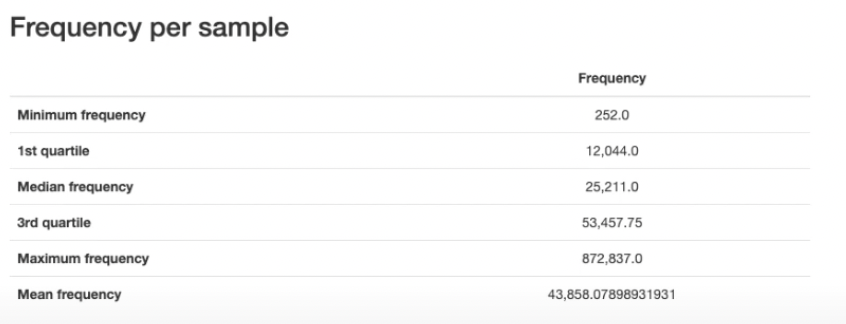 Frequency per sample
Frequency
Minimum frequency 252.0
1st quartile 12,044.0
Median frequency 25,211.0
3rd quartile 53,457.75
Maximum frequency 872,837.0
Mean frequency 43,858.07898931931